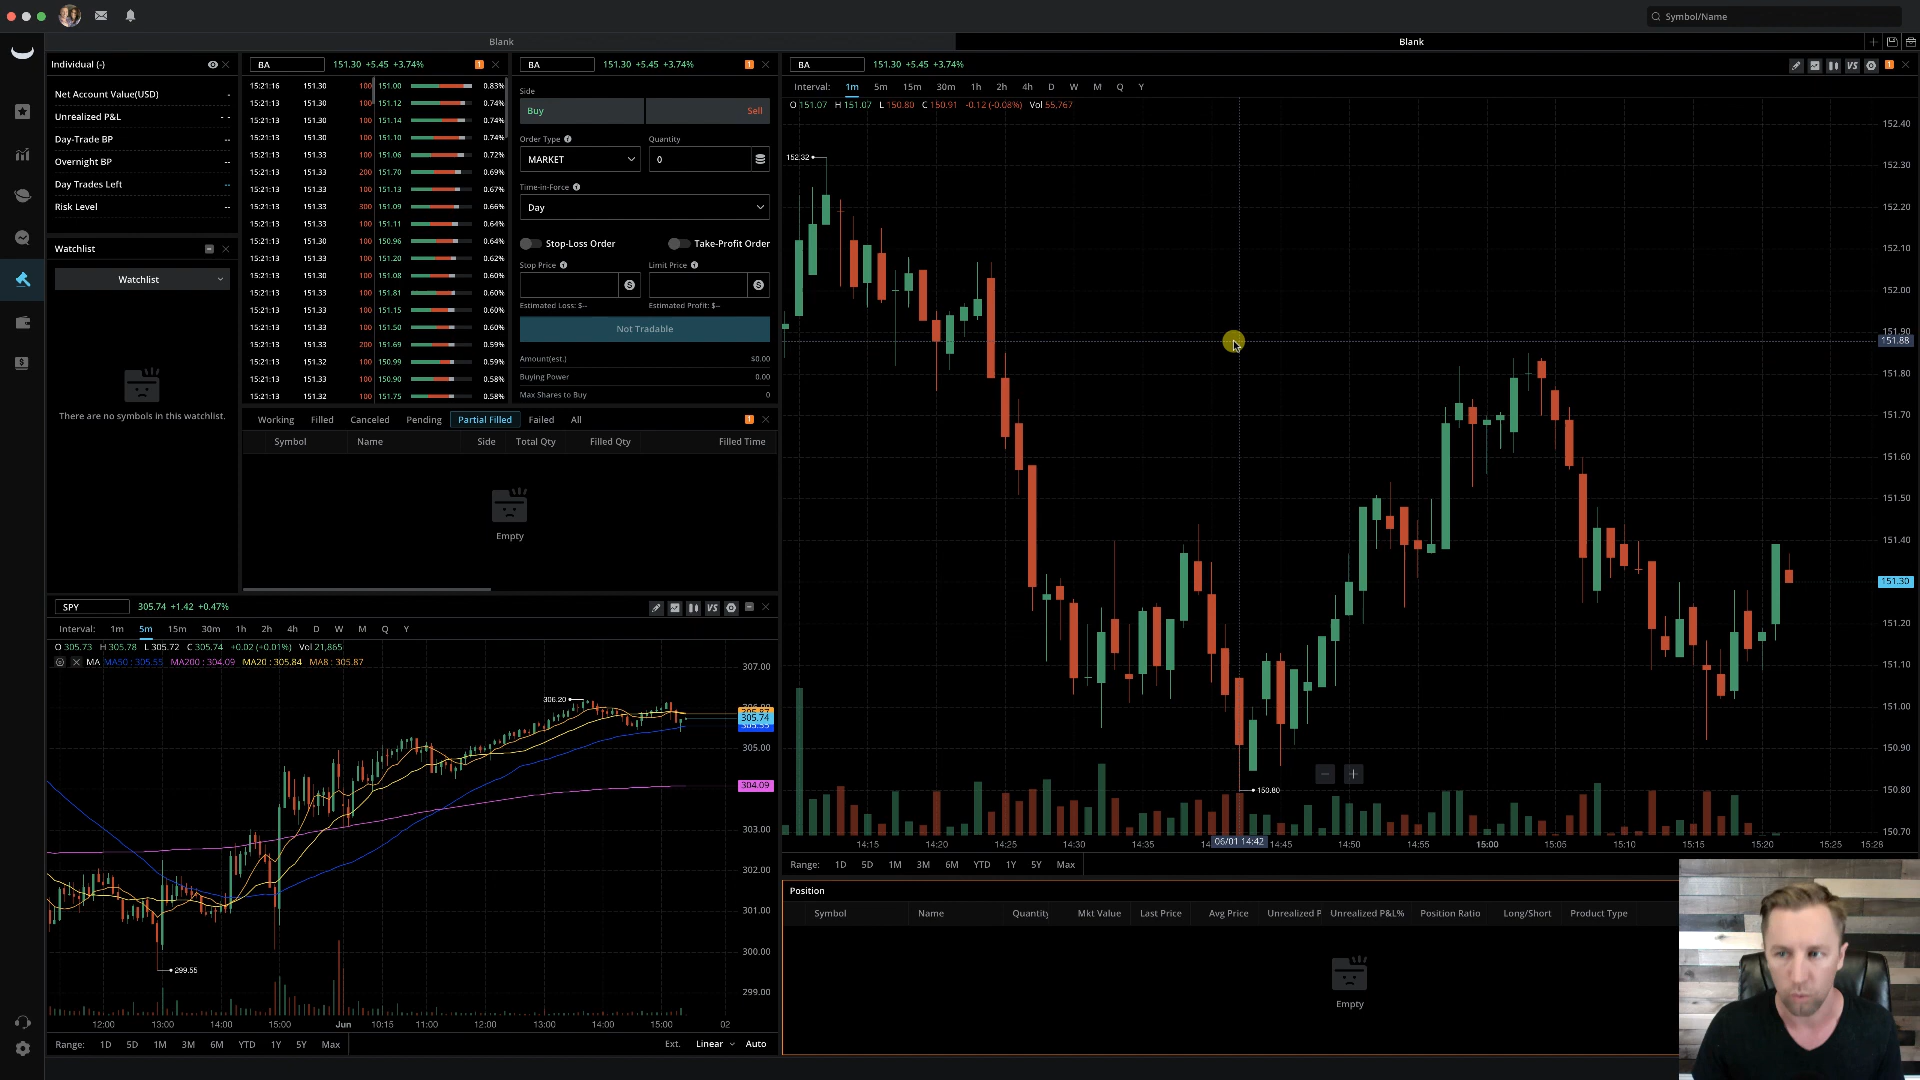 Symbol/Name
Blank
Blank
Individual (-)
Net Account Value(USD) -
Unrealized P&L - -
Day-Trade BP --
Overnight BP --
Day Trades Left --
Risk Level --
Watchlist
Watchlist
There are no symbols in this watchlist.
BA 151.30 +5.45 +3.74% 1
15:21:16 151.30 100 151.00 0.83%
15:21:13 151.30 100 151.12 0.74%
15:21:13 151.30 100 151.14 0.74%
15:21:13 151.30 100 151.10 0.74%
15:21:13 151.33 100 151.06 0.72%
15:21:13 151.33 200 151.70 0.69%
15:21:13 151.33 100 151.13 0.67%
15:21:13 151.33 300 151.09 0.66%
15:21:13 151.33 100 151.11 0.64%
15:21:13 151.30 100 150.96 0.64%
15:21:13 151.33 100 151.20 0.62%
15:21:13 151.30 100 151.08 0.60%
15:21:13 151.33 100 151.81 0.60%
15:21:13 151.33 100 151.15 0.60%
15:21:13 151.33 100 151.50 0.60%
15:21:13 151.33 200 151.69 0.59%
15:21:13 151.32 100 150.99 0.59%
15:21:13 151.33 100 150.90 0.58%
15:21:13 151.32 100 151.75 0.58%
BA 151.30 +5.45 +3.74% 1
Side
Buy Sell
Order Type Quantity
MARKET 0
Time-in-Force
Day
Stop-Loss Order Take-Profit Order
Stop Price Limit Price
Estimated Loss: $-- Estimated Profit: $--
Not Tradable
Amount(est.) $0.00
Buying Power 0.00
Max Shares to Buy 0
Working Filled Canceled Pending Partial Filled Failed All 1
Symbol Name Side Total Qty Filled Qty Filled Time
Empty
SPY 305.74 +1.42 +0.47% VS
Interval: 1m 5m 15m 30m 1h 2h 4h D W M Q Y
O 305.73 H 305.78 L 305.72 C 305.74 +0.02 (+0.01%) Vol 21,865
MA MA50 : 305.55 MA200 : 304.09 MA20 : 305.84 MA8 : 305.87
307.00
306.20
305.74
305.00
304.09
303.00
302.00
301.00
300.00
299.55
299.00
12:00 13:00 14:00 15:00 Jun 10:15 11:00 12:00 13:00 14:00 15:00 02
Range: 1D 5D 1M 3M 6M YTD 1Y 5Y Max Ext. Linear Auto
BA 151.30 +5.45 +3.74% VS 1
Interval: 1m 5m 15m 30m 1h 2h 4h D W M Q Y
O 151.07 H 151.07 L 150.80 C 150.91 -0.12 (-0.08%) Vol 55,767
152.40
152.32
152.30
152.20
152.10
152.00
151.90
151.88
151.80
151.70
151.60
151.50
151.40
151.30
151.20
151.10
151.00
150.90
150.80
150.80
150.70
14:15 14:20 14:25 14:30 14:35 06/01 14:42 14:45 14:50 14:55 15:00 15:05 15:10 15:15 15:20 15:25 15:28
Range: 1D 5D 1M 3M 6M YTD 1Y 5Y Max
Position
Symbol Name Quantity Mkt Value Last Price Avg Price Unrealized P Unrealized P&L% Position Ratio Long/Short Product Type
Empty